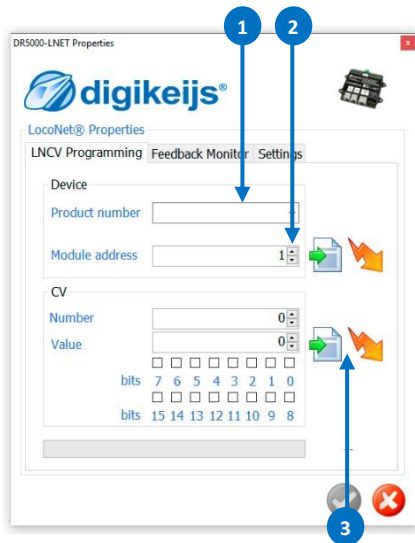 1 2
DR5000-LNET Properties x
digikeijs®
LocoNet® Properties
LNCV Programming Feedback Monitor Settings
Device
Product number
Module address 1
CV
Number 0
Value 0
bits 7 6 5 4 3 2 1 0
bits 15 14 13 12 11 10 9 8
--
3